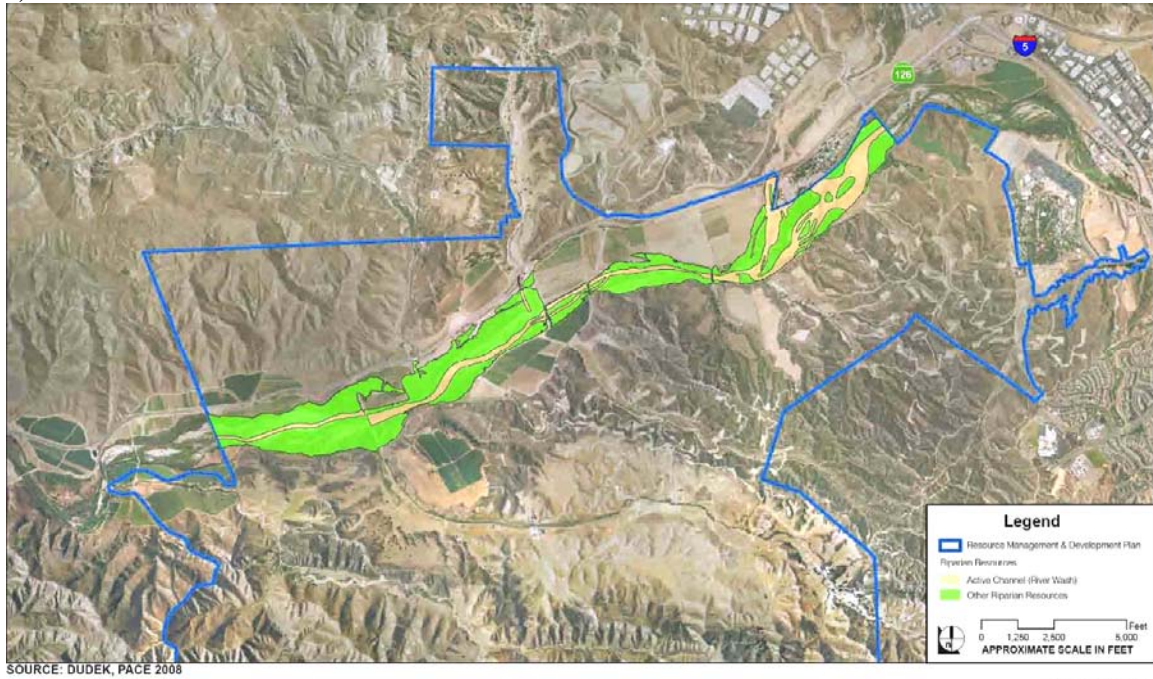 5
126
Legend
Resource Management & Development Plan
Riparian Resources
Active Channel (River Wash)
Other Riparian Resources
n
Feet
0 1,250 2,500 5,000
APPROXIMATE SCALE IN FEET
SOURCE: DUDEK, PACE 2008